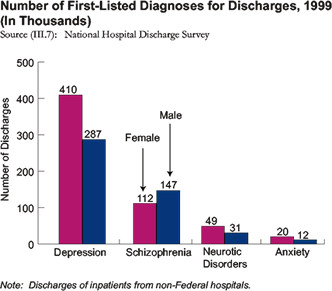 Number of First-Listed Diagnoses for Discharges, 1999
(In Thousands)
Source (III.7): National Hospital Discharge Survey
Number of Discharges
500
400
300
200
100
0
410
287
Female
Male
112
147
49
31
20
12
Depression
Schizophrenia
Neurotic
Disorders
Anxiety
Note: Discharges of inpatients from non-Federal hospitals.